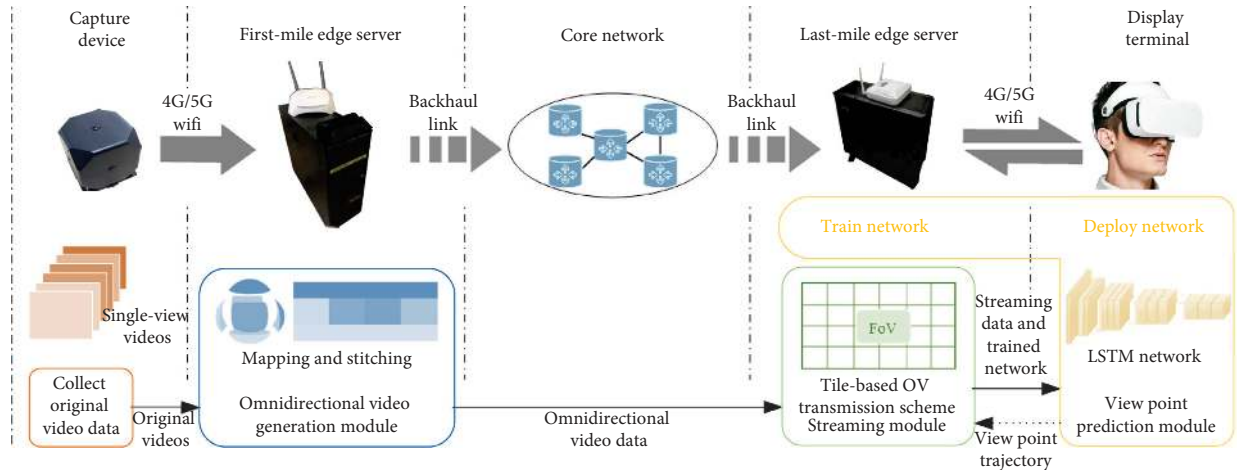 Capture
device
First-mile edge server
Core network
Last-mile edge server
Display
terminal
4G/5G
wifi
Backhaul
link
Backhaul
link
4G/5G
wifi
Train network
Deploy network
Single-view
videos
Mapping and stitching
FoV
Streaming
data and
trained
network
LSTM network
Collect
original
video data
Original
videos
Omnidirectional video
generation module
Omnidirectional
video data
Tile-based OV
transmission scheme
Streaming module
View point
prediction module
View point
trajectory